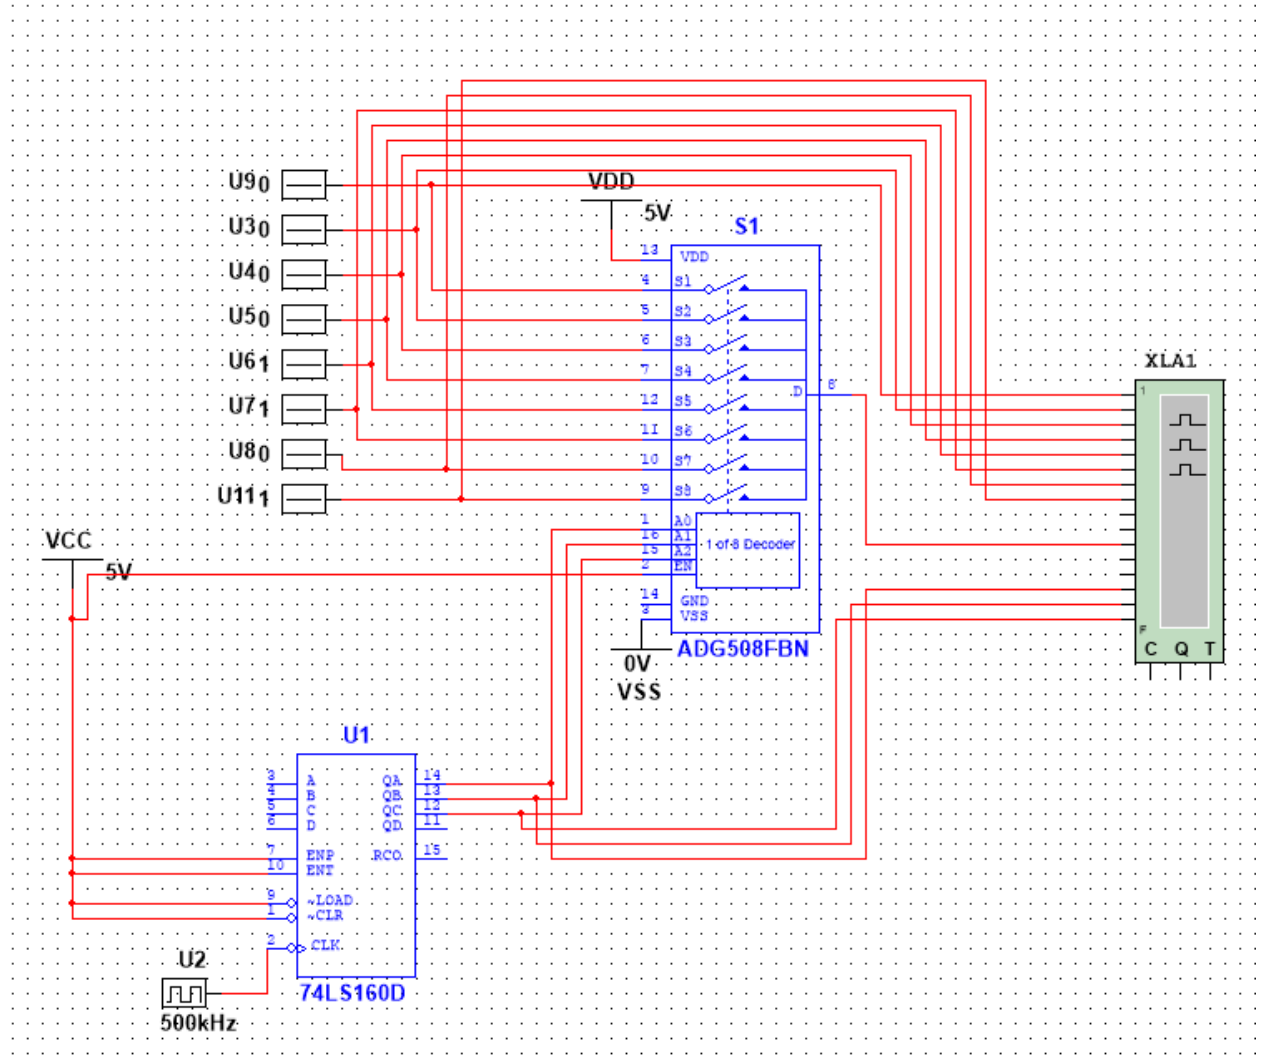 U9 0
VDD
5V
U3 0
S1
U4 0
U5 0
U6 1
U7 1
U8 0
U11 1
13 VDD
4 S1
5 S2
6 S3
7 S4
12 S5
11 S6
10 S7
9 S8
D 8
1 A0
16 A1
15 A2
2 EN
1 of 8 Decoder
14 GND
3 VSS
ADG508FBN
0V
VSS
XLA1
1
F
C Q T
VCC
5V
U1
3 A QA 14
4 B QB 13
5 C QC 12
6 D QD 11
7 ENP RCO 15
10 ENT
9 ~LOAD
1 ~CLR
2 CLK
74LS160D
U2
500kHz